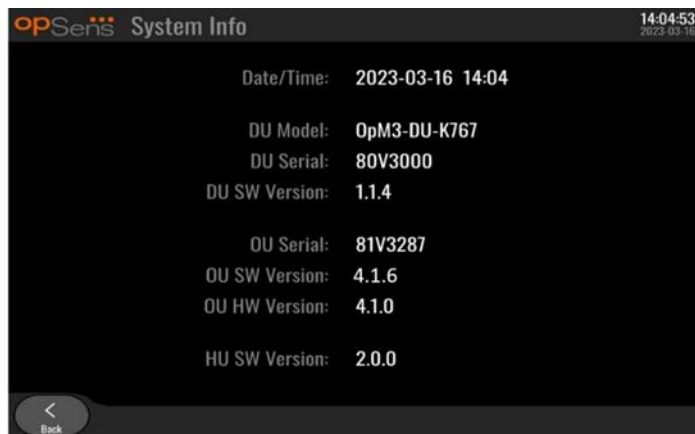 opSens System Info 14:04:53
2023-03-16
Date/Time: 2023-03-16 14:04
DU Model: OpM3-DU-K767
DU Serial: 80V3000
DU SW Version: 1.1.4
OU Serial: 81V3287
OU SW Version: 4.1.6
OU HW Version: 4.1.0
HU SW Version: 2.0.0
Back